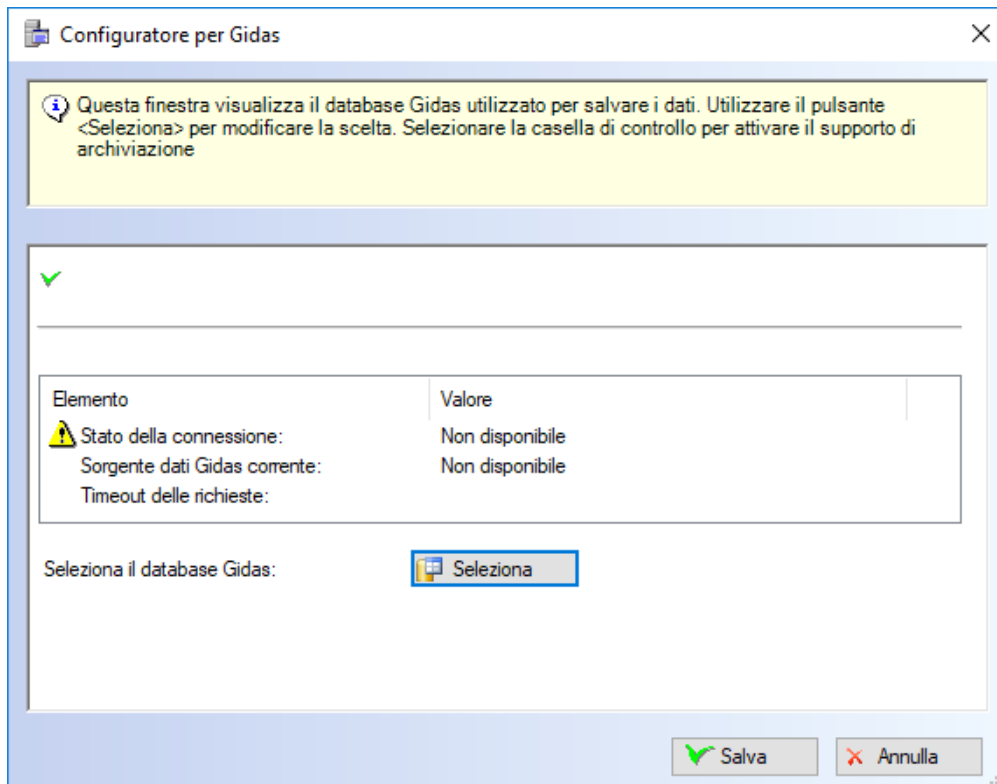 Configuratore per Gidas
Questa finestra visualizza il database Gidas utilizzato per salvare i dati. Utilizzare il pulsante
<Seleziona> per modificare la scelta. Selezionare la casella di controllo per attivare il supporto di
archiviazione
Elemento Valore
Stato della connessione: Non disponibile
Sorgente dati Gidas corrente: Non disponibile
Timeout delle richieste:
Seleziona il database Gidas: Seleziona
Salva Annulla